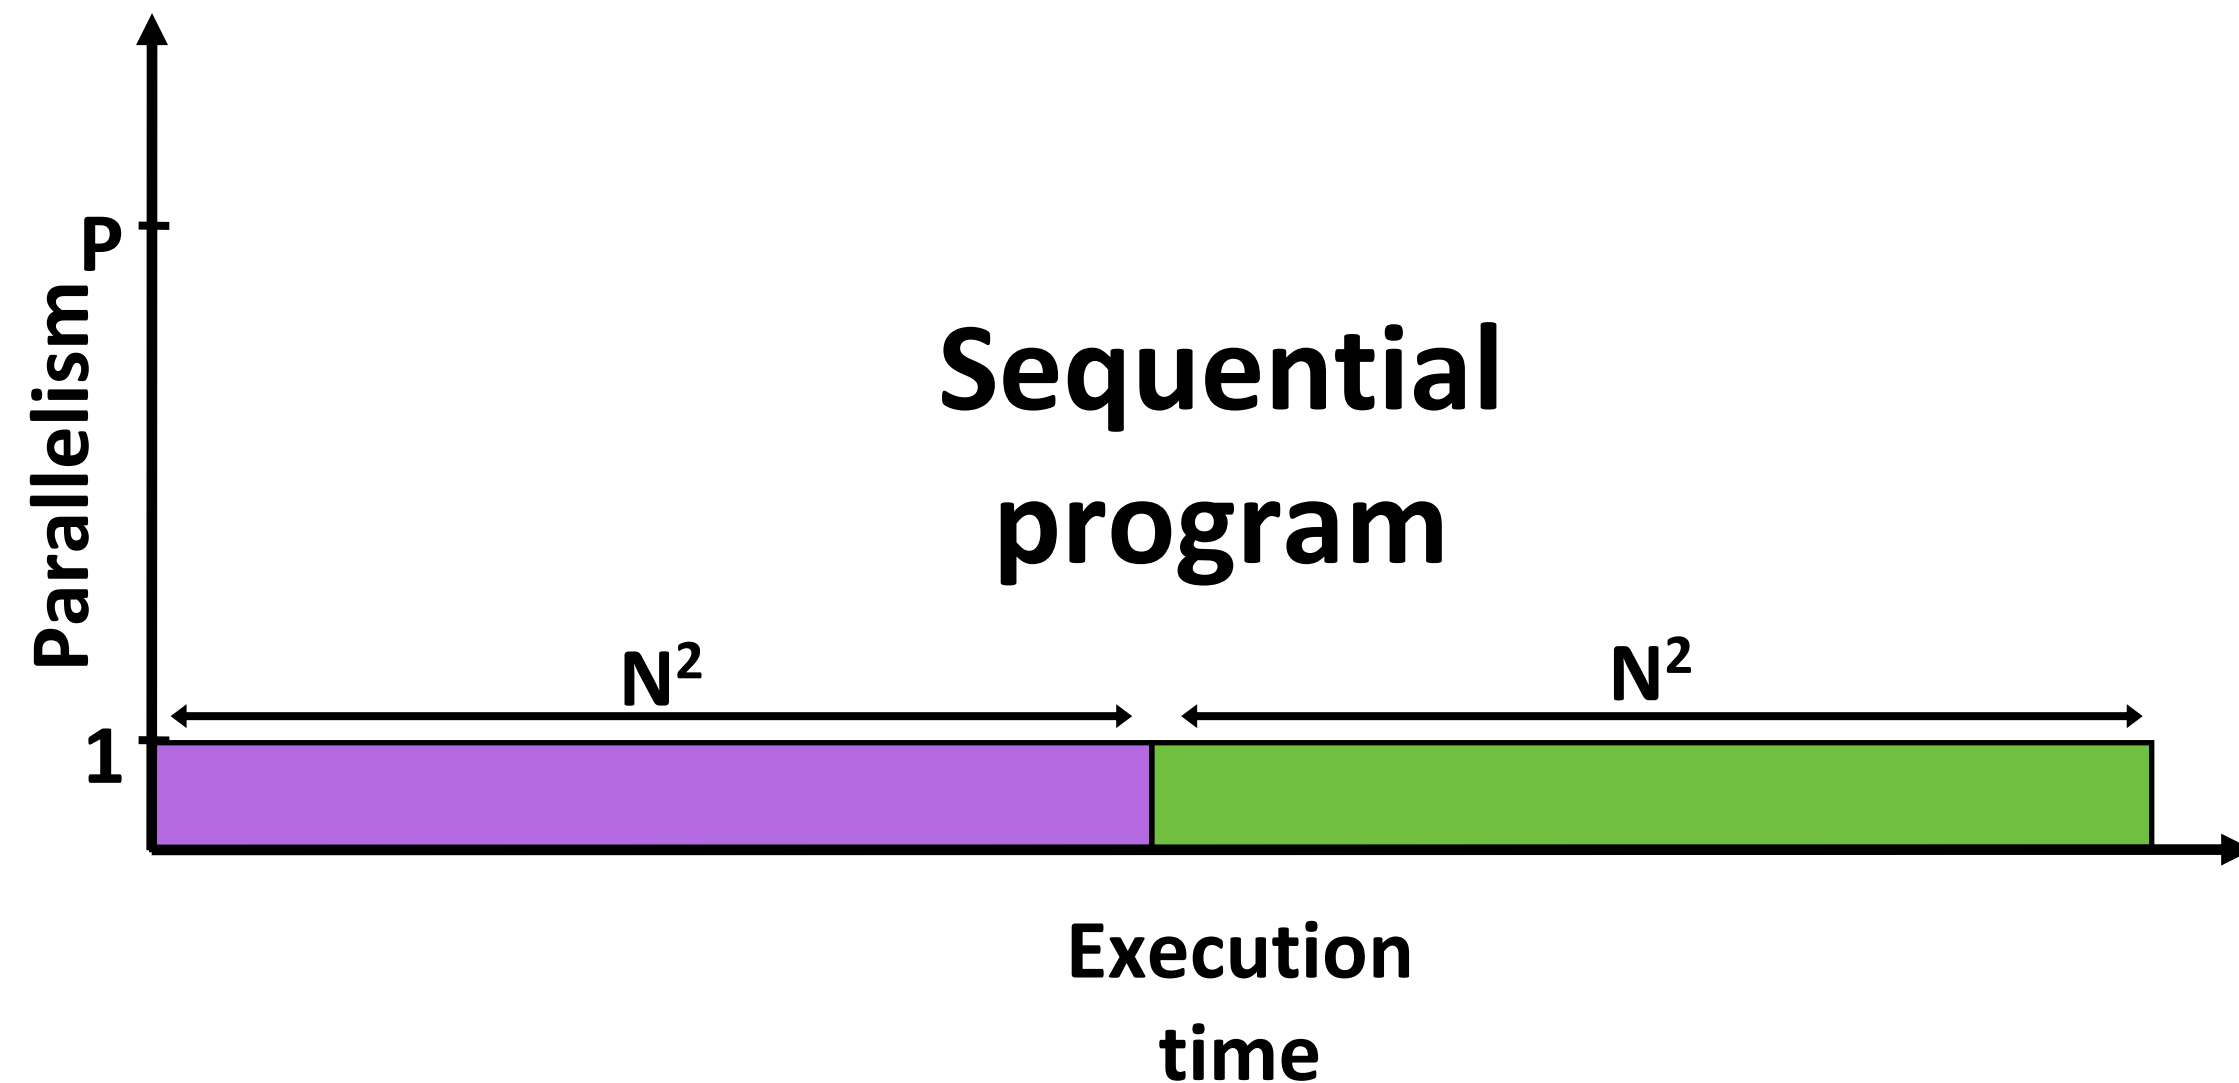 P
Parallelism
Sequential
program
N²
N²
1
Execution
time